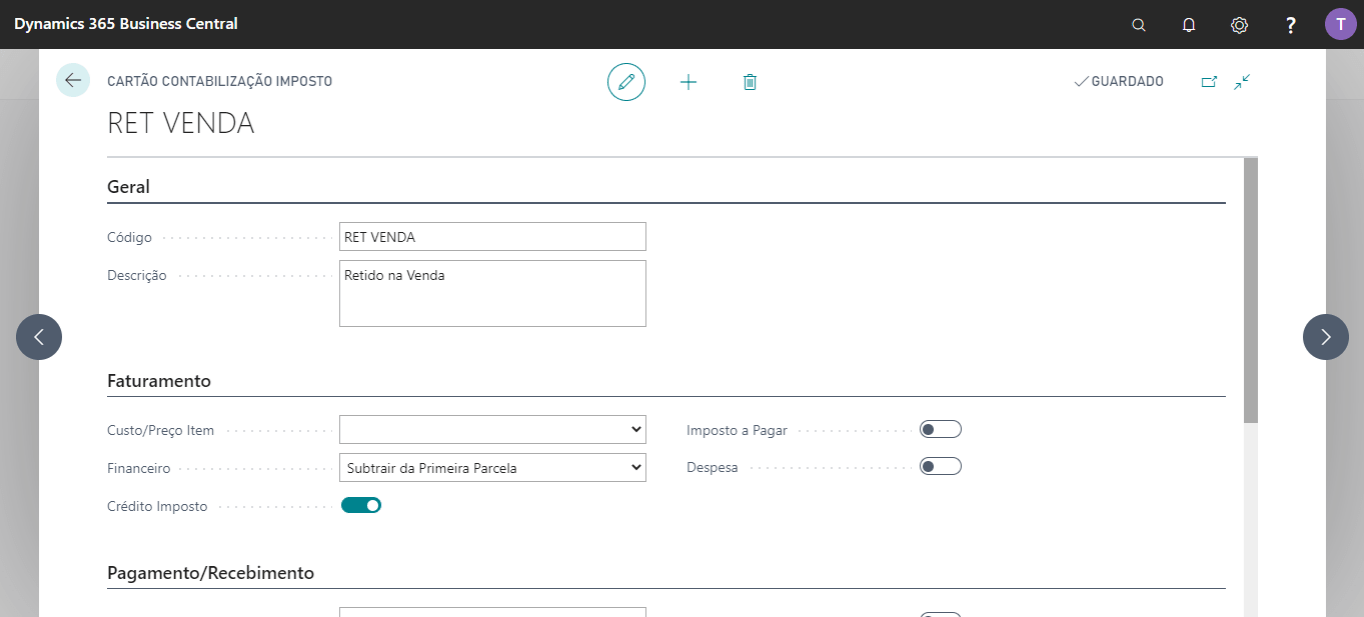 Dynamics 365 Business Central
? T
CARTÃO CONTABILIZAÇÃO IMPOSTO
GUARDADO
RET VENDA
Geral
Código RET VENDA
Descrição Retido na Venda
Faturamento
Custo/Preço Item Imposto a Pagar
Financeiro Subtrair da Primeira Parcela Despesa
Crédito Imposto
Pagamento/Recebimento